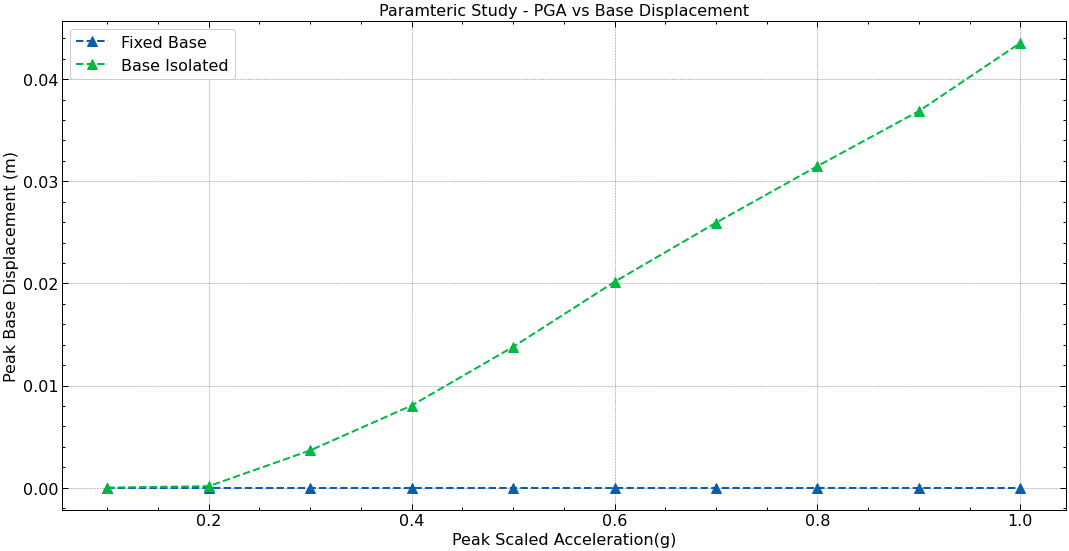 Paramteric Study - PGA vs Base Displacement
Fixed Base
Base Isolated
Peak Base Displacement (m)
0.04
0.03
0.02
0.01
0.00
0.2 0.4 0.6 0.8 1.0
Peak Scaled Acceleration(g)